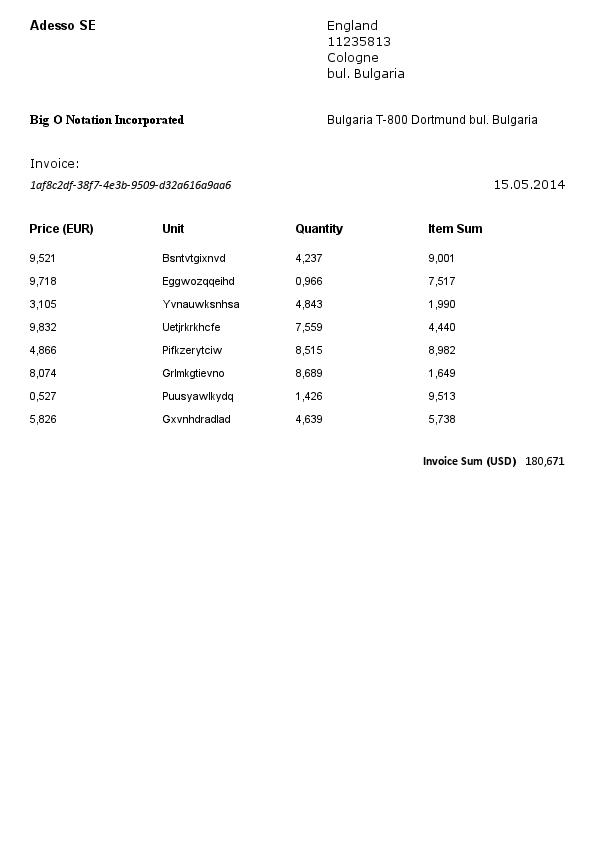 Adesso SE
England
11235813
Cologne
bul. Bulgaria
Big O Notation Incorporated
Bulgaria T-800 Dortmund bul. Bulgaria
Invoice:
1af8c2df-38f7-4e3b-9509-d32a616a9aa6
15.05.2014
Price (EUR) Unit Quantity Item Sum
9,521 Bsntvtgixnvd 4,237 9,001
9,718 Eggwozqqeihd 0,966 7,517
3,105 Yvnauwksnhsa 4,843 1,990
9,832 Uetjrkrkhcfe 7,559 4,440
4,866 Pifkzerytciw 8,515 8,982
8,074 Grlmkgtievno 8,689 1,649
0,527 Puusyawlkydq 1,426 9,513
5,826 Gxvnhdradlad 4,639 5,738
Invoice Sum (USD) 180,671